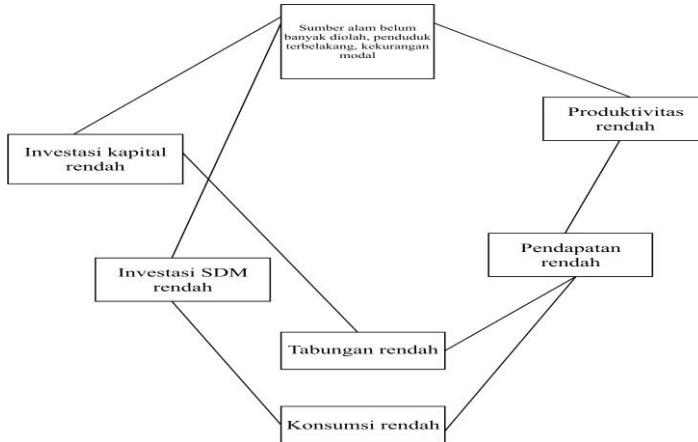 Sumber alam belum
banyak diolah, penduduk
terbelakang, kekurangan
modal
Produktivitas
rendah
Investasi kapital
rendah
Pendapatan
rendah
Investasi SDM
rendah
Tabungan rendah
Konsumsi rendah